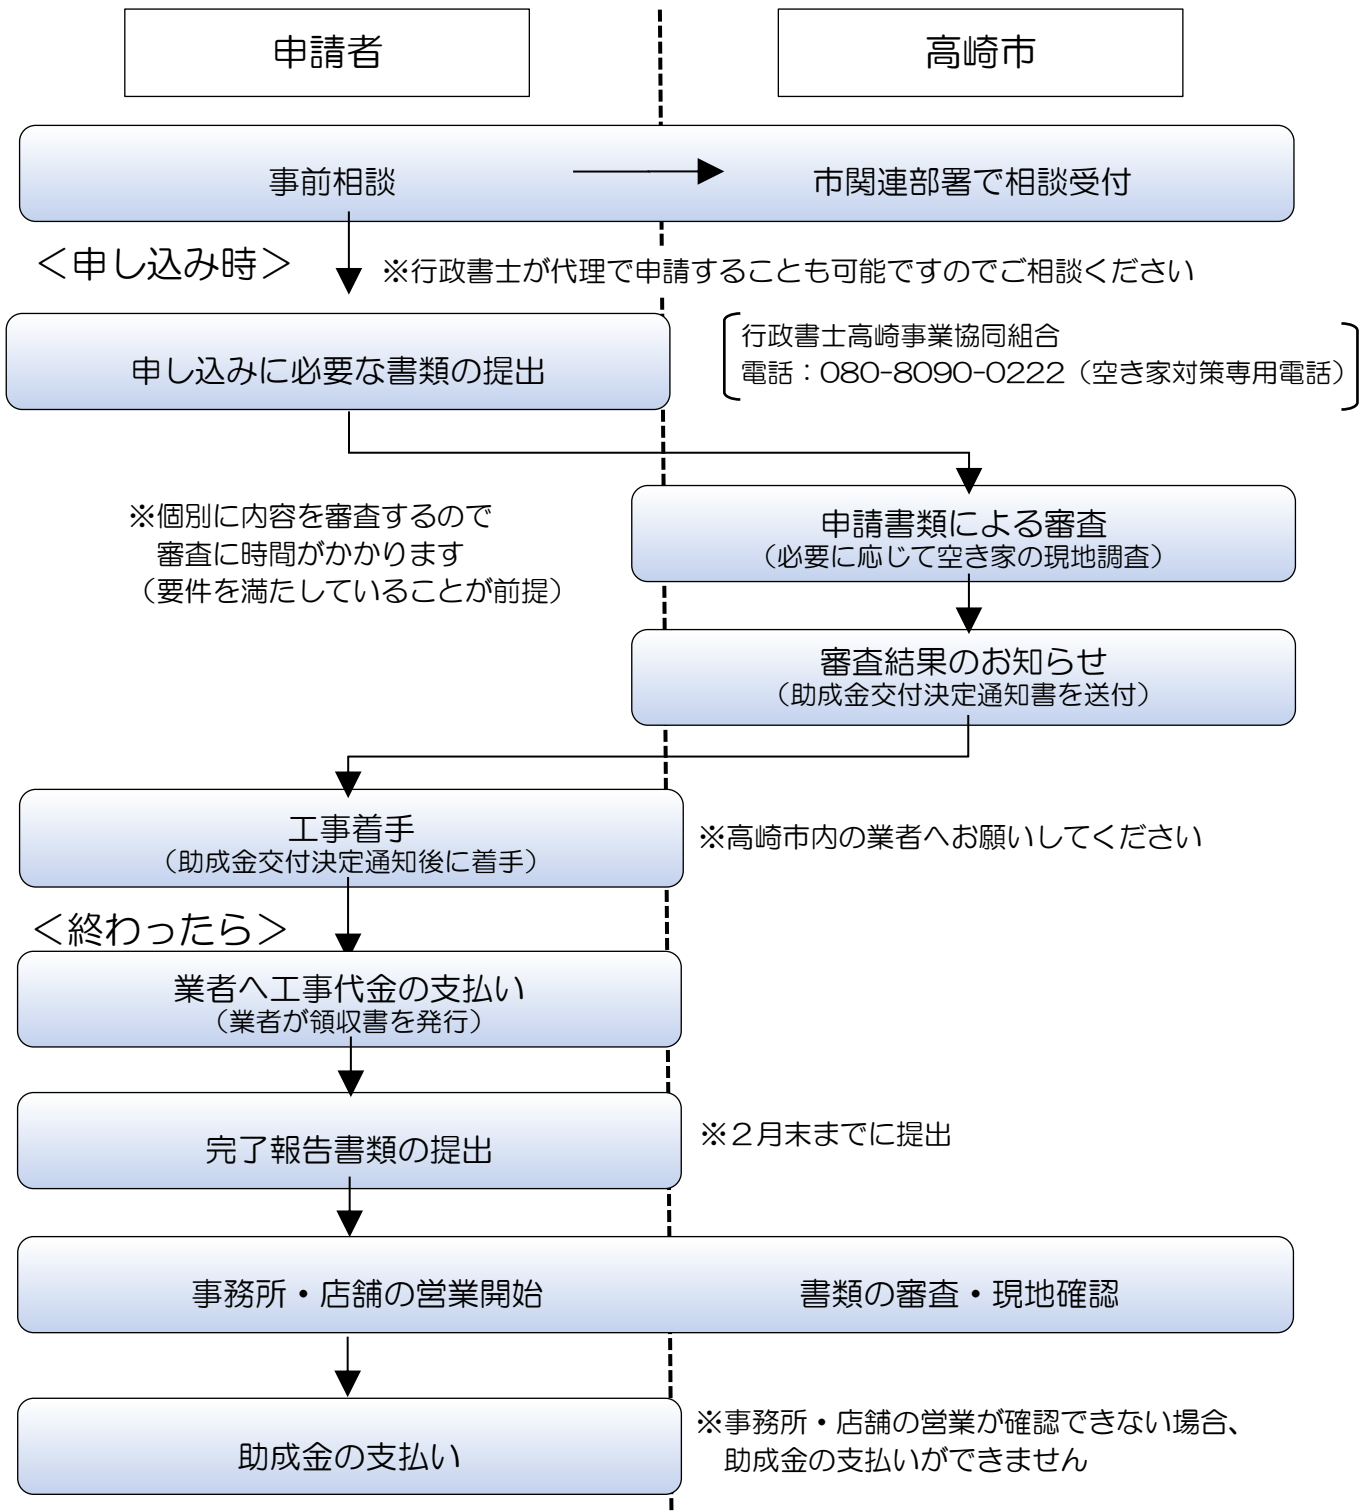 申請者
高崎市
事前相談
市関連部署で相談受付
＜申し込み時＞
※行政書士が代理で申請することも可能ですのでご相談ください
申し込みに必要な書類の提出
行政書士高崎事業協同組合
電話：080-8090-0222（空き家対策専用電話）
※個別に内容を審査するので
審査に時間がかかります
（要件を満たしていることが前提）
申請書類による審査
（必要に応じて空き家の現地調査）
審査結果のお知らせ
（助成金交付決定通知書を送付）
工事着手
（助成金交付決定通知後に着手）
※高崎市内の業者へお願いしてください
＜終わったら＞
業者へ工事代金の支払い
（業者が領収書を発行）
完了報告書類の提出
※２月末までに提出
事務所・店舗の営業開始
書類の審査・現地確認
助成金の支払い
※事務所・店舗の営業が確認できない場合、
助成金の支払いができません